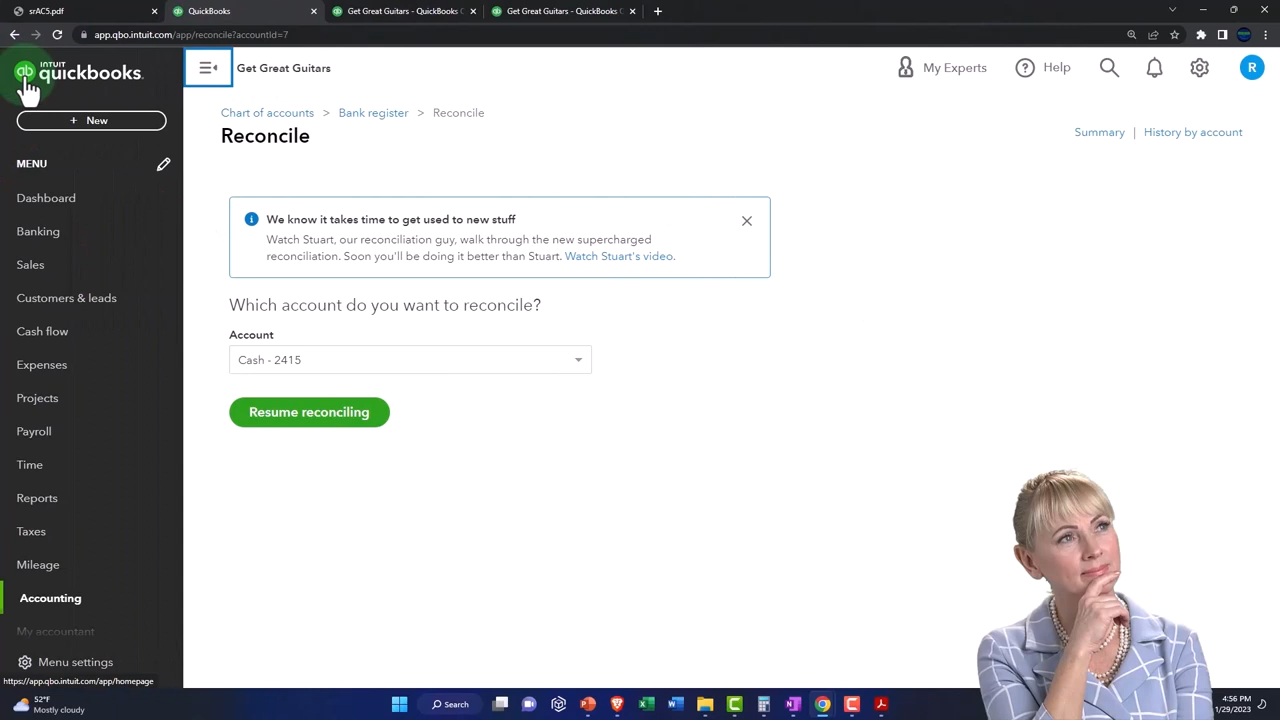 srAC5.pdf
QuickBooks
Get Great Guitars - QuickBooks C
Get Great Guitars - QuickBooks C
app.qbo.intuit.com/app/reconcile?accountId=7
INTUIT
quickbooks.
Get Great Guitars
My Experts
Help
R
+ New
MENU
Dashboard
Banking
Sales
Customers & leads
Cash flow
Expenses
Projects
Payroll
Time
Reports
Taxes
Mileage
Accounting
My accountant
Menu settings
Chart of accounts > Bank register > Reconcile
Reconcile
Summary | History by account
We know it takes time to get used to new stuff
Watch Stuart, our reconciliation guy, walk through the new supercharged
reconciliation. Soon you'll be doing it better than Stuart. Watch Stuart's video.
Which account do you want to reconcile?
Account
Cash - 2415
Resume reconciling
https://app.qbo.intuit.com/app/homepage
52°F
Mostly cloudy
Search
4:56 PM
1/29/2023